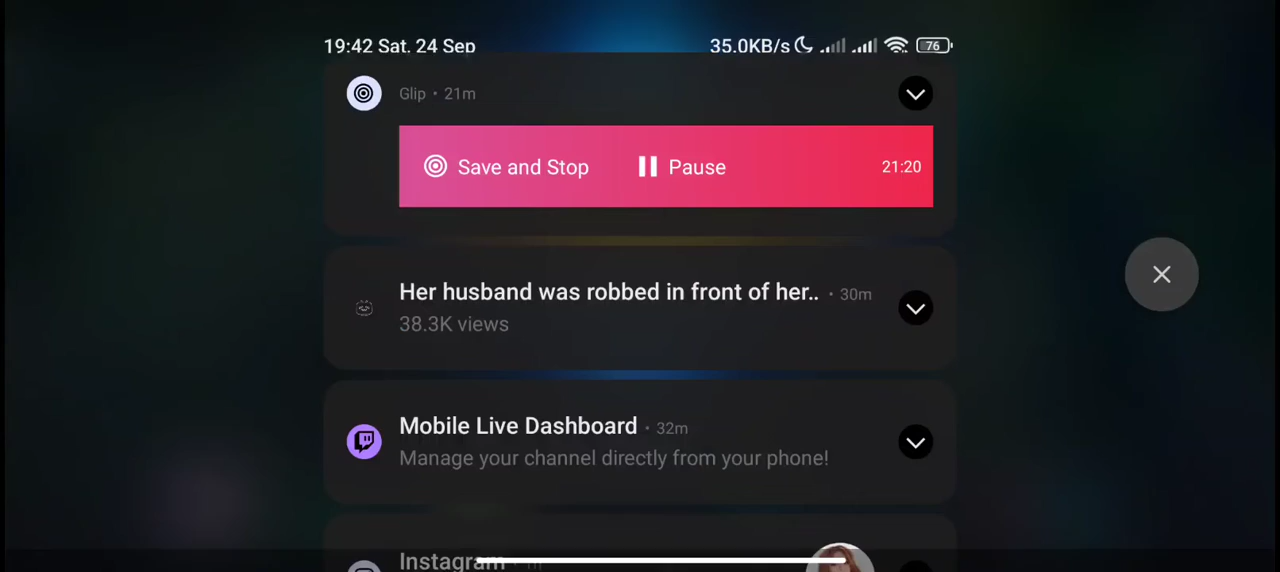 19:42 Sat, 24 Sep
35.0KB/s
76
Glip • 21m
Save and Stop
Pause
21:20
Her husband was robbed in front of her.. • 30m
38.3K views
Mobile Live Dashboard • 32m
Manage your channel directly from your phone!
Instagram